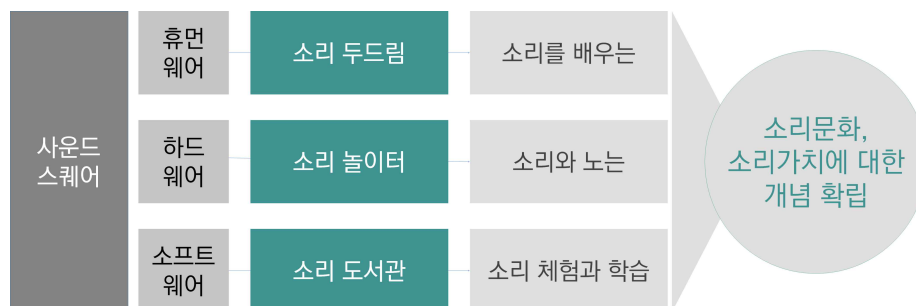 사운드
스퀘어
휴먼
웨어
소리 두드림
소리를 배우는
하드
웨어
소리 놀이터
소리와 노는
소프트
웨어
소리 도서관
소리 체험과 학습
소리문화,
소리가치에 대한
개념 확립